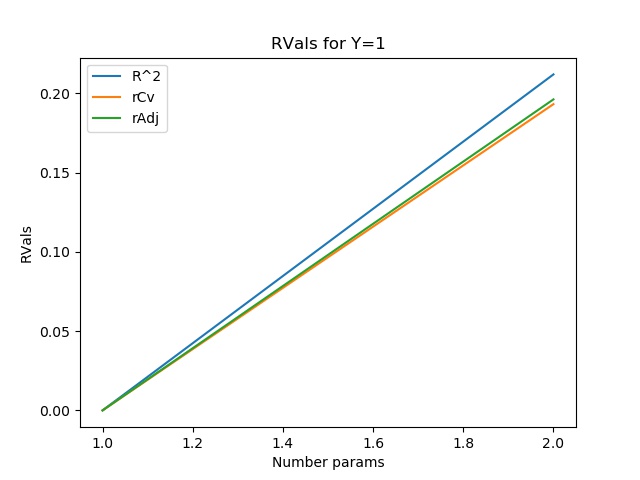 RVals for Y=1
R^2
rCv
rAdj
RVals
0.20
0.15
0.10
0.05
0.00
1.0 1.2 1.4 1.6 1.8 2.0
Number params